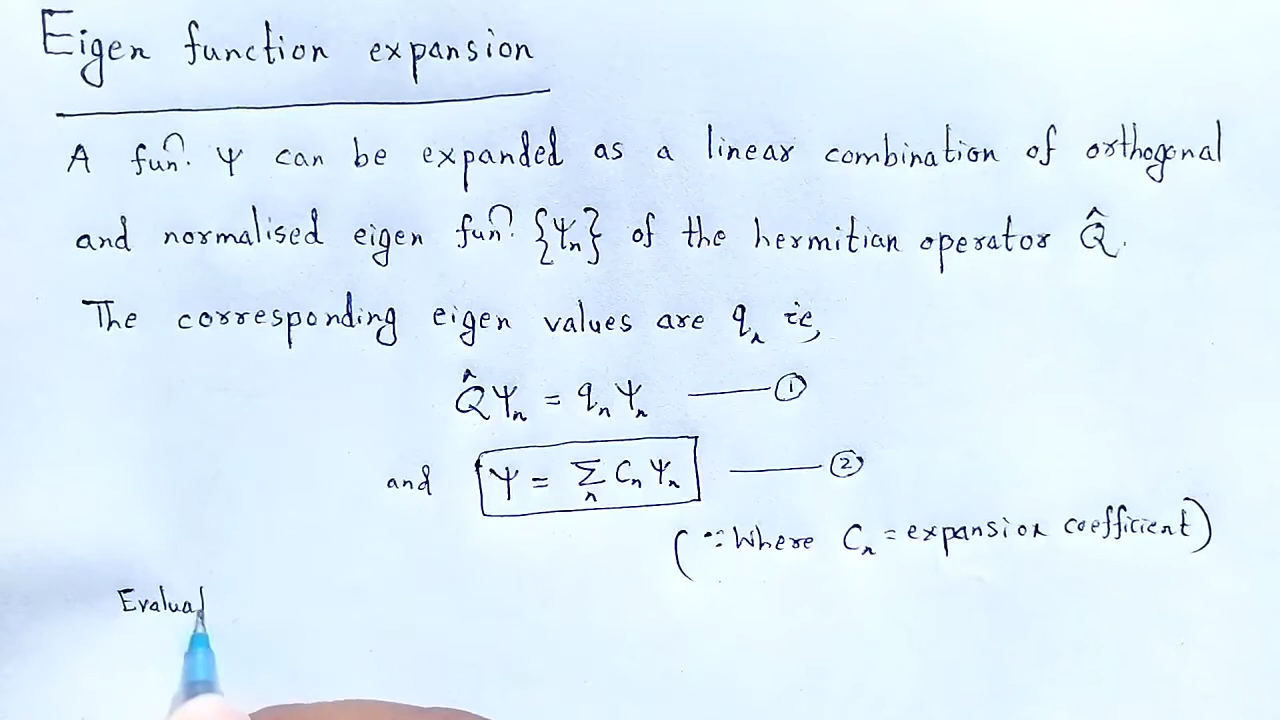 Eigen function expansion
A fun͡n. Ψ can be expanded as a linear combination of orthogonal
and normalised eigen fun͡n. {Ψₙ} of the hermitian operator Q̂.
The corresponding eigen values are qₙ ie,
Q̂Ψₙ = qₙΨₙ —— ①
and Ψ = Σₙ CₙΨₙ —— ②
(∵ Where Cₙ = expansion coefficient)
Evalua